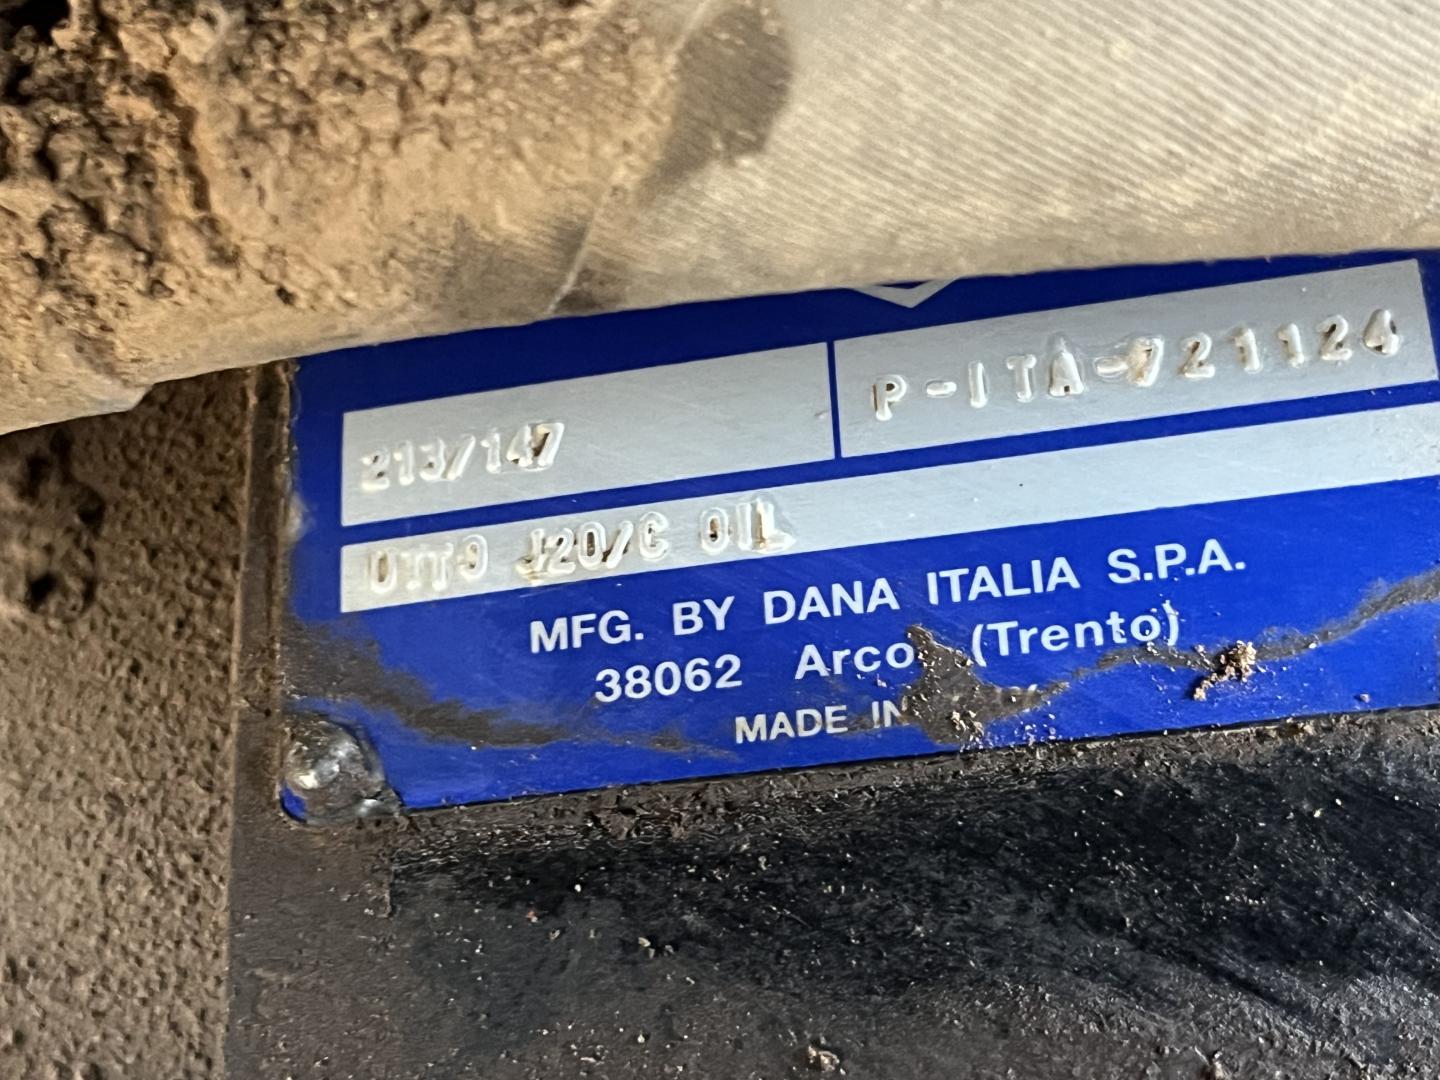 213/147 P-ITA-721124
UTTO J20/C OIL
MFG. BY DANA ITALIA S.P.A.
38062 Arco (Trento)
MADE IN